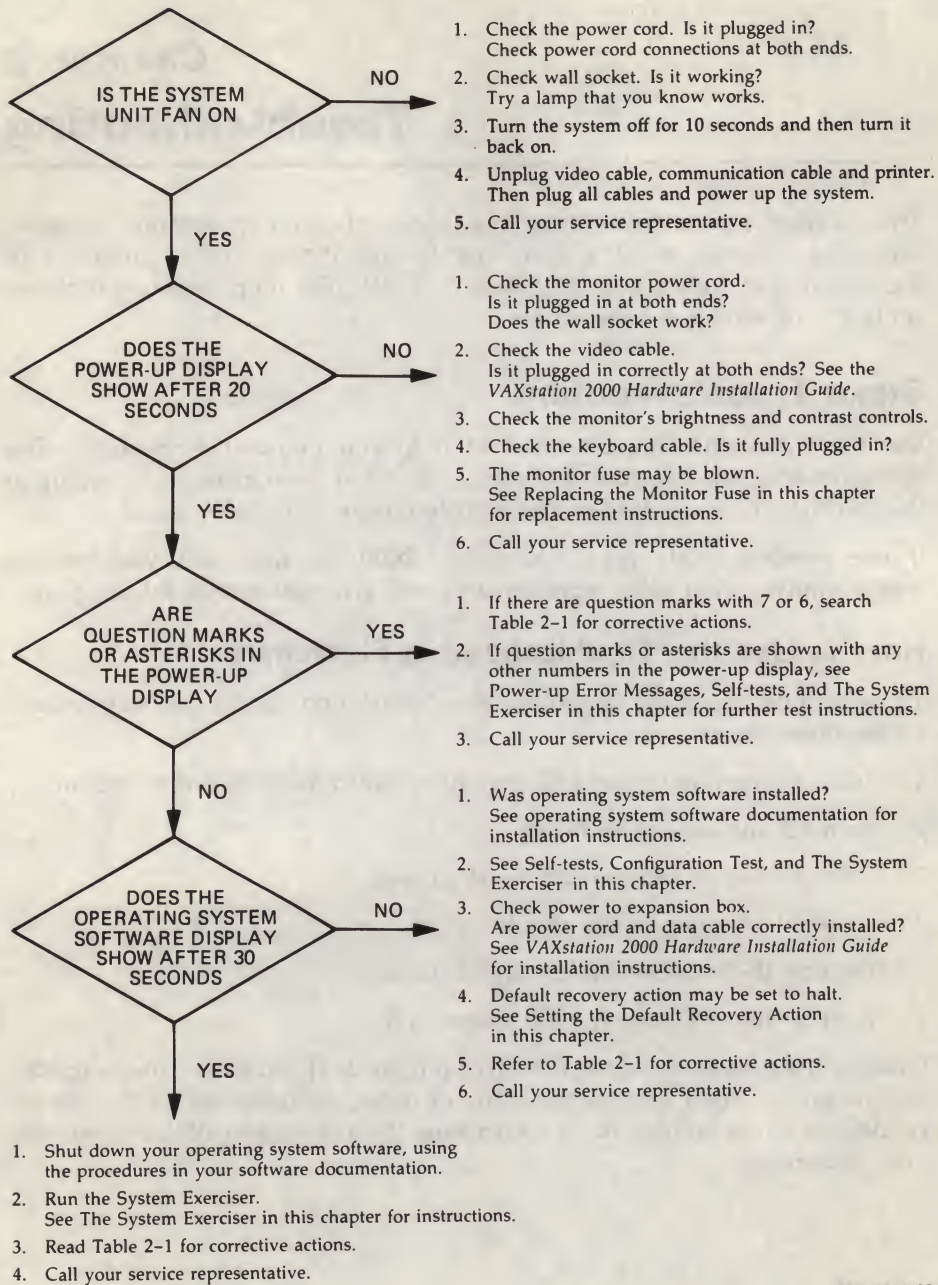 IS THE SYSTEM
UNIT FAN ON
NO
1. Check the power cord. Is it plugged in?
Check power cord connections at both ends.
2. Check wall socket. Is it working?
Try a lamp that you know works.
3. Turn the system off for 10 seconds and then turn it
back on.
4. Unplug video cable, communication cable and printer.
Then plug all cables and power up the system.
5. Call your service representative.
YES
DOES THE
POWER-UP DISPLAY
SHOW AFTER 20
SECONDS
NO
1. Check the monitor power cord.
Is it plugged in at both ends?
Does the wall socket work?
2. Check the video cable.
Is it plugged in correctly at both ends? See the
VAXstation 2000 Hardware Installation Guide.
3. Check the monitor's brightness and contrast controls.
4. Check the keyboard cable. Is it fully plugged in?
5. The monitor fuse may be blown.
See Replacing the Monitor Fuse in this chapter
for replacement instructions.
6. Call your service representative.
YES
ARE
QUESTION MARKS
OR ASTERISKS IN
THE POWER-UP
DISPLAY
YES
1. If there are question marks with 7 or 6, search
Table 2–1 for corrective actions.
2. If question marks or asterisks are shown with any
other numbers in the power-up display, see
Power-up Error Messages, Self-tests, and The System
Exerciser in this chapter for further test instructions.
3. Call your service representative.
NO
DOES THE
OPERATING SYSTEM
SOFTWARE DISPLAY
SHOW AFTER 30
SECONDS
NO
1. Was operating system software installed?
See operating system software documentation for
installation instructions.
2. See Self-tests, Configuration Test, and The System
Exerciser in this chapter.
3. Check power to expansion box.
Are power cord and data cable correctly installed?
See VAXstation 2000 Hardware Installation Guide
for installation instructions.
4. Default recovery action may be set to halt.
See Setting the Default Recovery Action
in this chapter.
5. Refer to Table 2–1 for corrective actions.
6. Call your service representative.
YES
1. Shut down your operating system software, using
the procedures in your software documentation.
2. Run the System Exerciser.
See The System Exerciser in this chapter for instructions.
3. Read Table 2–1 for corrective actions.
4. Call your service representative.